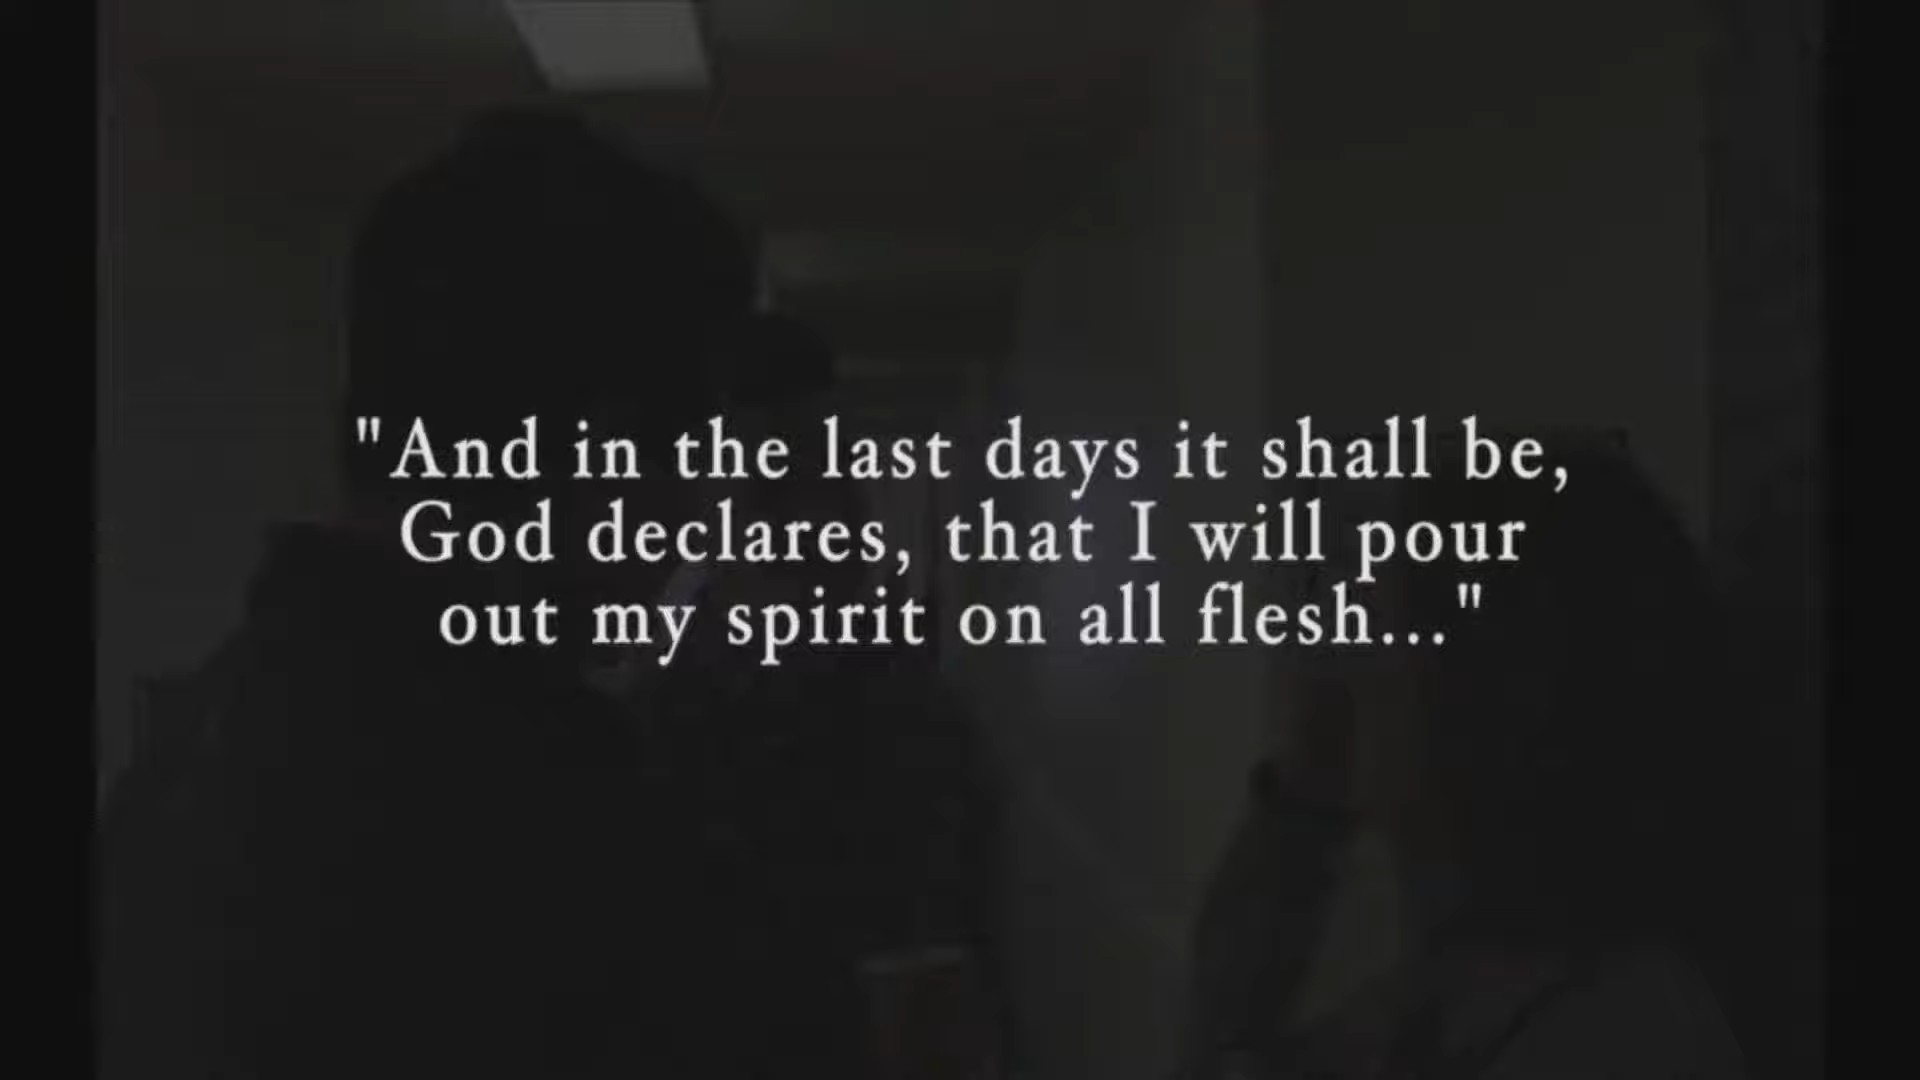 "And in the last days it shall be,
God declares, that I will pour
out my spirit on all flesh..."